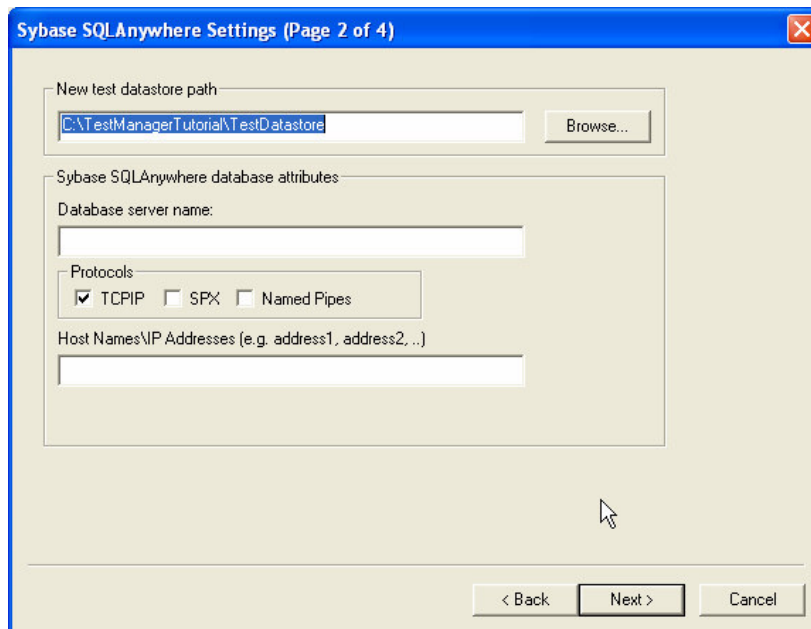 Sybase SQLAnywhere Settings (Page 2 of 4)
New test datastore path
C:\TestManagerTutorial\TestDatastore
Browse...
Sybase SQLAnywhere database attributes
Database server name:
Protocols
TCPIP SPX Named Pipes
Host Names\IP Addresses (e.g. address1, address2, ..)
< Back Next > Cancel